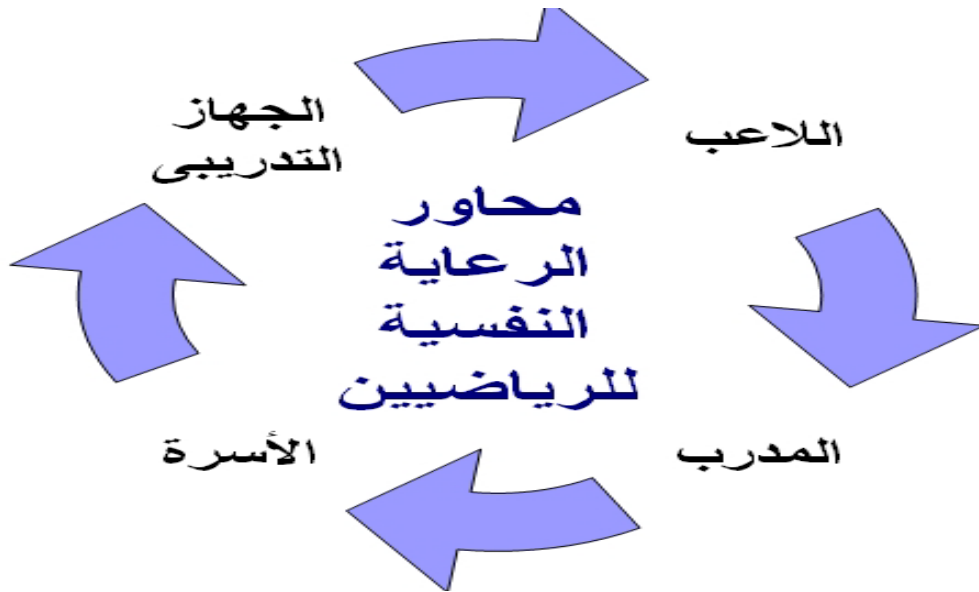 الجهاز
التدريبى
اللاعب
محاور
الرعاية
النفسية
للرياضيين
الأسرة
المدرب